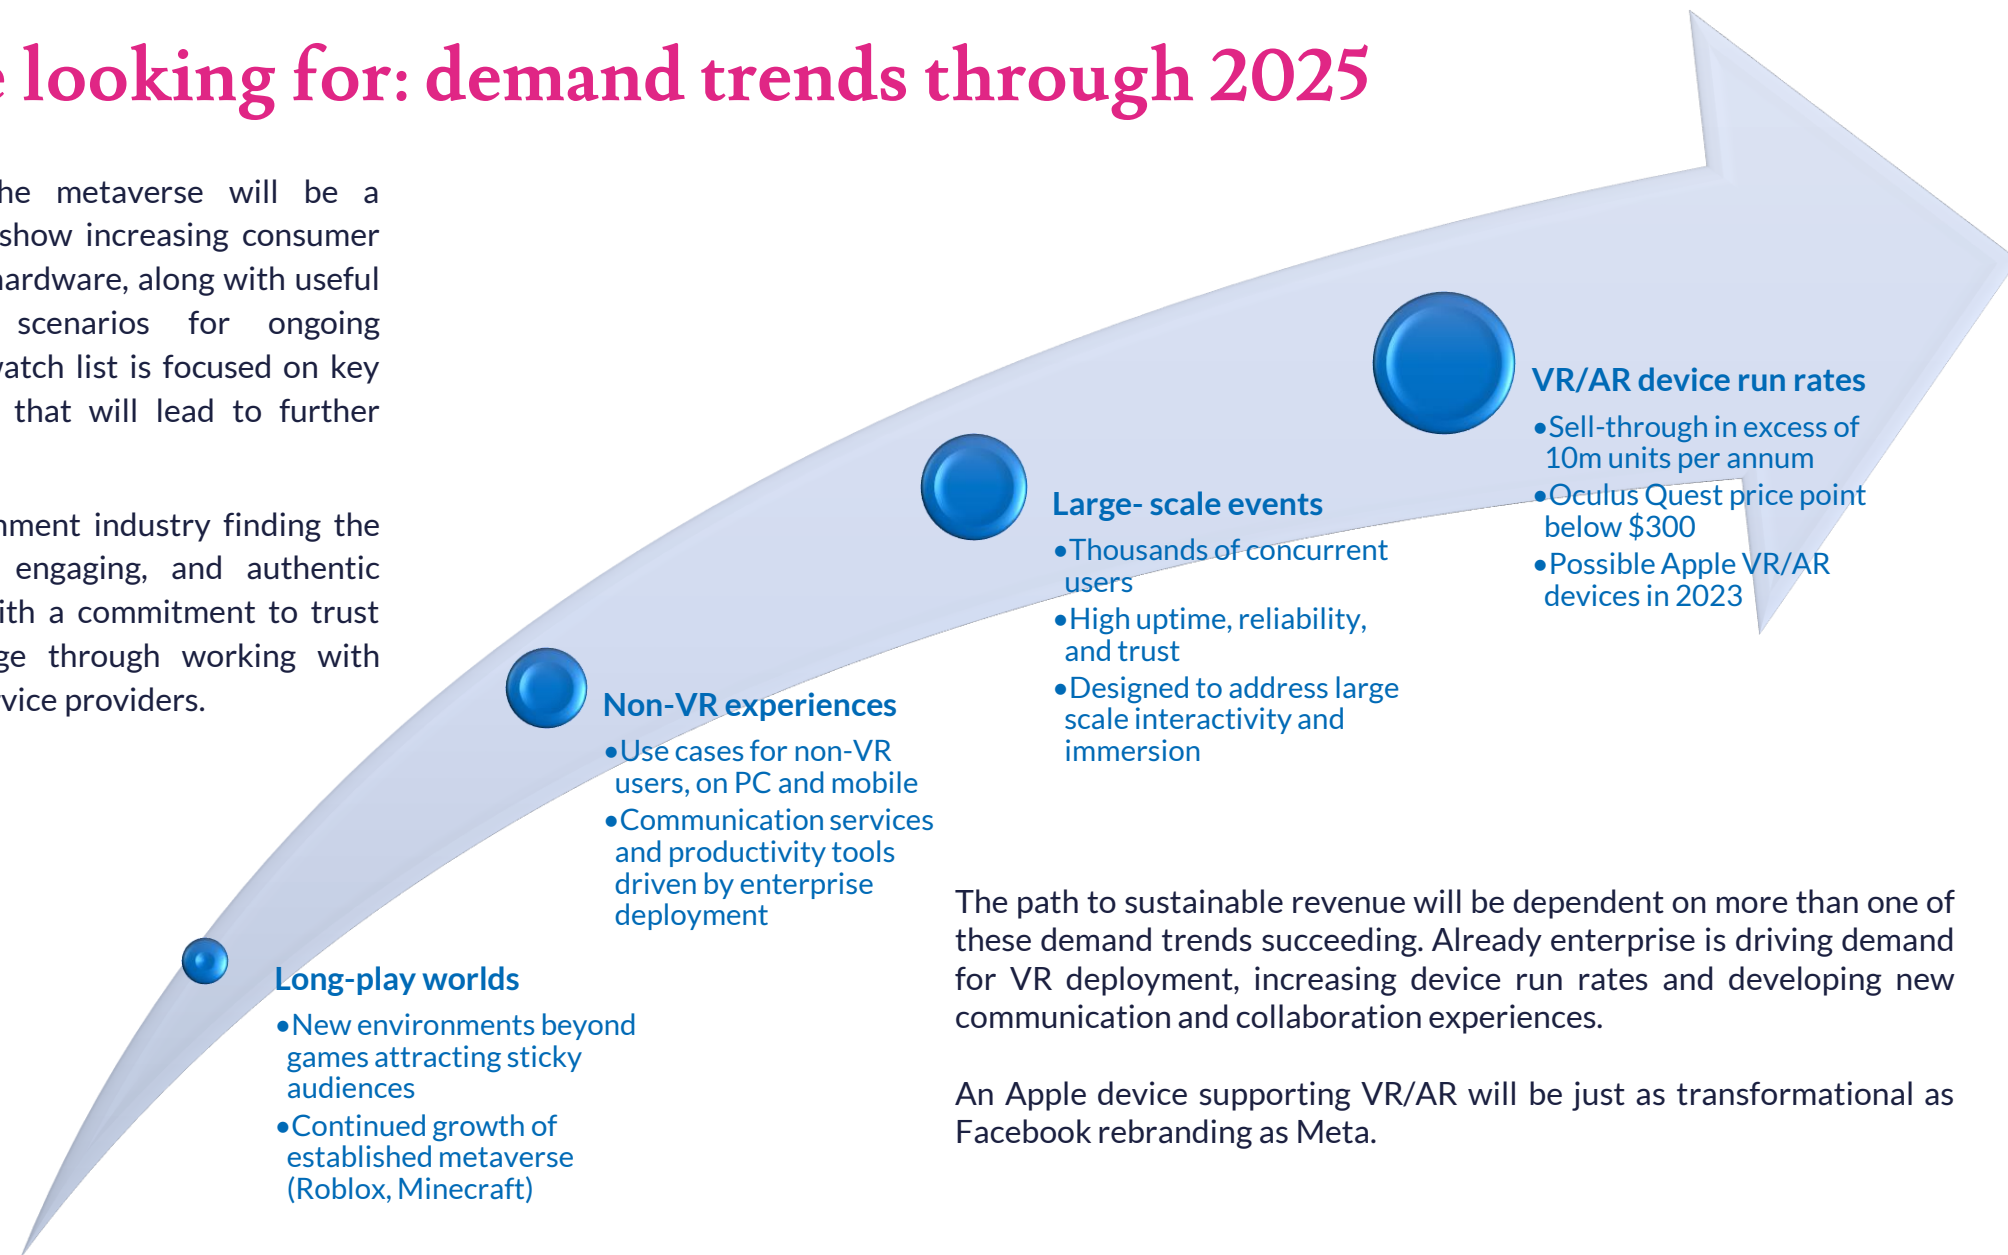 looking for: demand trends through 2025
metaverse will be a
show increasing consumer
hardware, along with useful
scenarios for ongoing
watch list is focused on key
that will lead to further
industry finding the
engaging, and authentic
with a commitment to trust
through working with
providers.
Long-play worlds
•New environments beyond
games attracting sticky
audiences
•Continued growth of
established metaverse
(Roblox, Minecraft)
Non-VR experiences
•Use cases for non-VR
users, on PC and mobile
•Communication services
and productivity tools
driven by enterprise
deployment
Large- scale events
•Thousands of concurrent
users
•High uptime, reliability,
and trust
•Designed to address large
scale interactivity and
immersion
VR/AR device run rates
•Sell-through in excess of
10m units per annum
•Oculus Quest price point
below $300
•Possible Apple VR/AR
devices in 2023
The path to sustainable revenue will be dependent on more than one of
these demand trends succeeding. Already enterprise is driving demand
for VR deployment, increasing device run rates and developing new
communication and collaboration experiences.
An Apple device supporting VR/AR will be just as transformational as
Facebook rebranding as Meta.